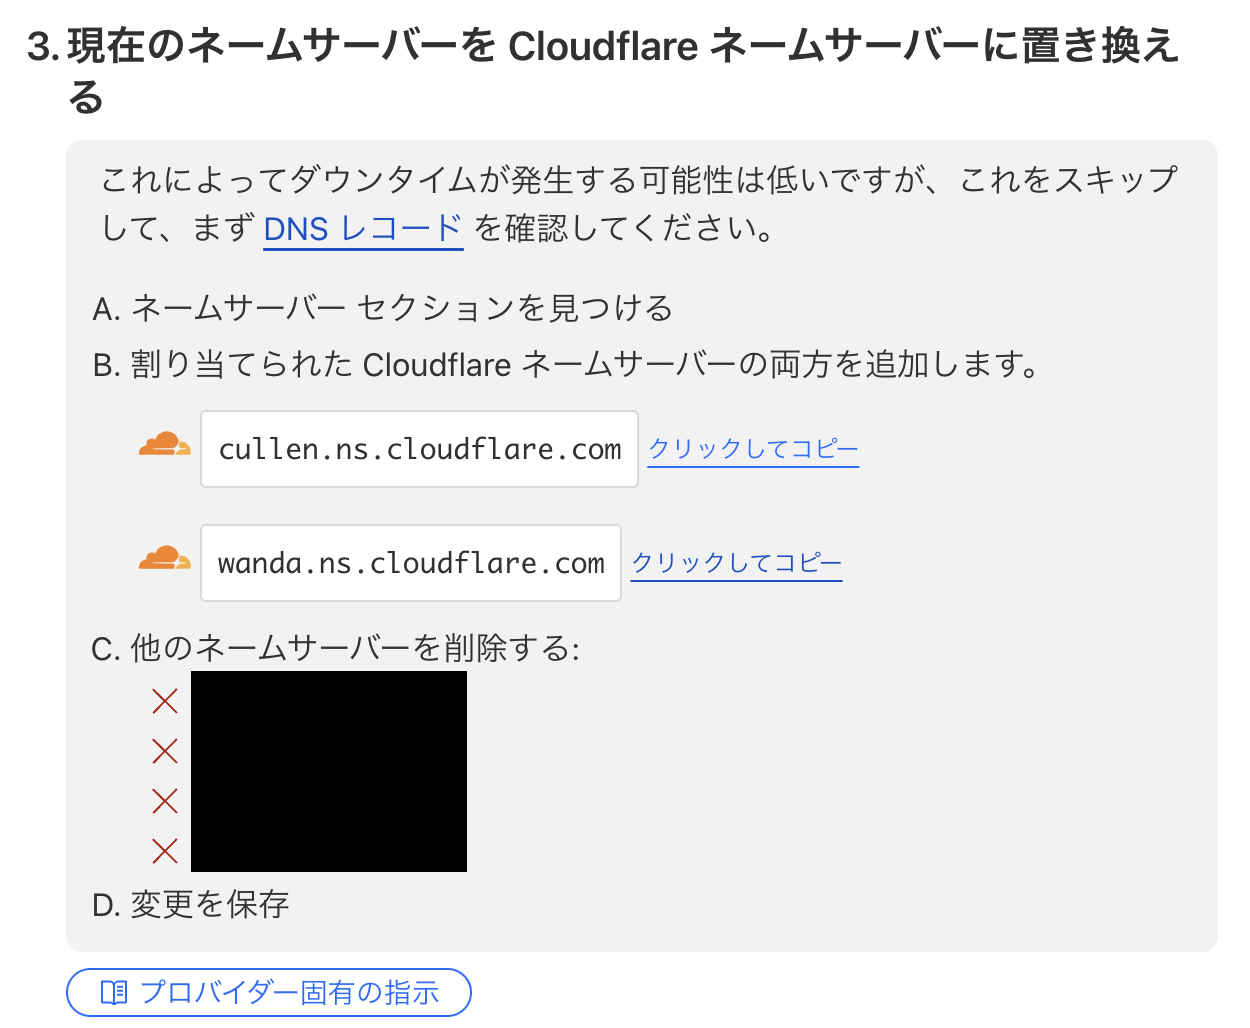 3. 現在のネームサーバーを Cloudflare ネームサーバーに置き換え
る
これによってダウンタイムが発生する可能性は低いですが、これをスキップ
して、まず DNS レコード を確認してください。
A. ネームサーバー セクションを見つける
B. 割り当てられた Cloudflare ネームサーバーの両方を追加します。
cullen.ns.cloudflare.com クリックしてコピー
wanda.ns.cloudflare.com クリックしてコピー
C. 他のネームサーバーを削除する:
D. 変更を保存
プロバイダー固有の指示